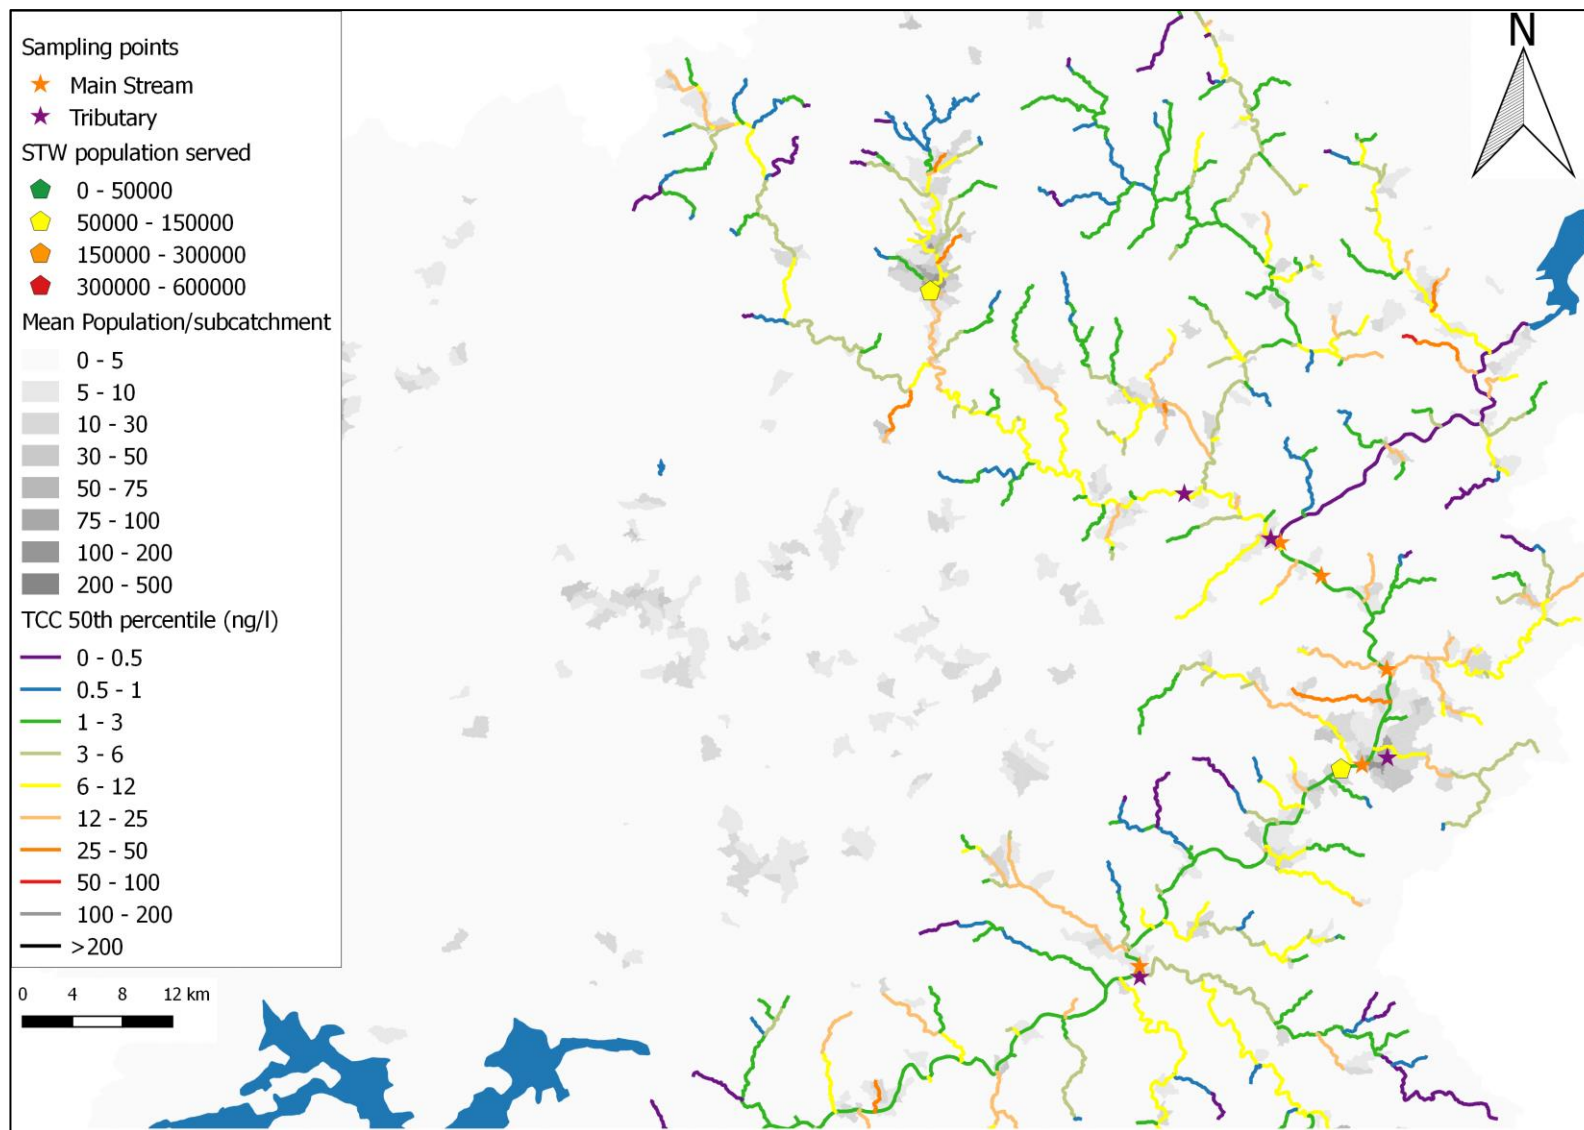 Sampling points
Main Stream
Tributary
STW population served
0 - 50000
50000 - 150000
150000 - 300000
300000 - 600000
Mean Population/subcatchment
0 - 5
5 - 10
10 - 30
30 - 50
50 - 75
75 - 100
100 - 200
200 - 500
TCC 50th percentile (ng/l)
0 - 0.5
0.5 - 1
1 - 3
3 - 6
6 - 12
12 - 25
25 - 50
50 - 100
100 - 200
>200
0 4 8 12 km
N